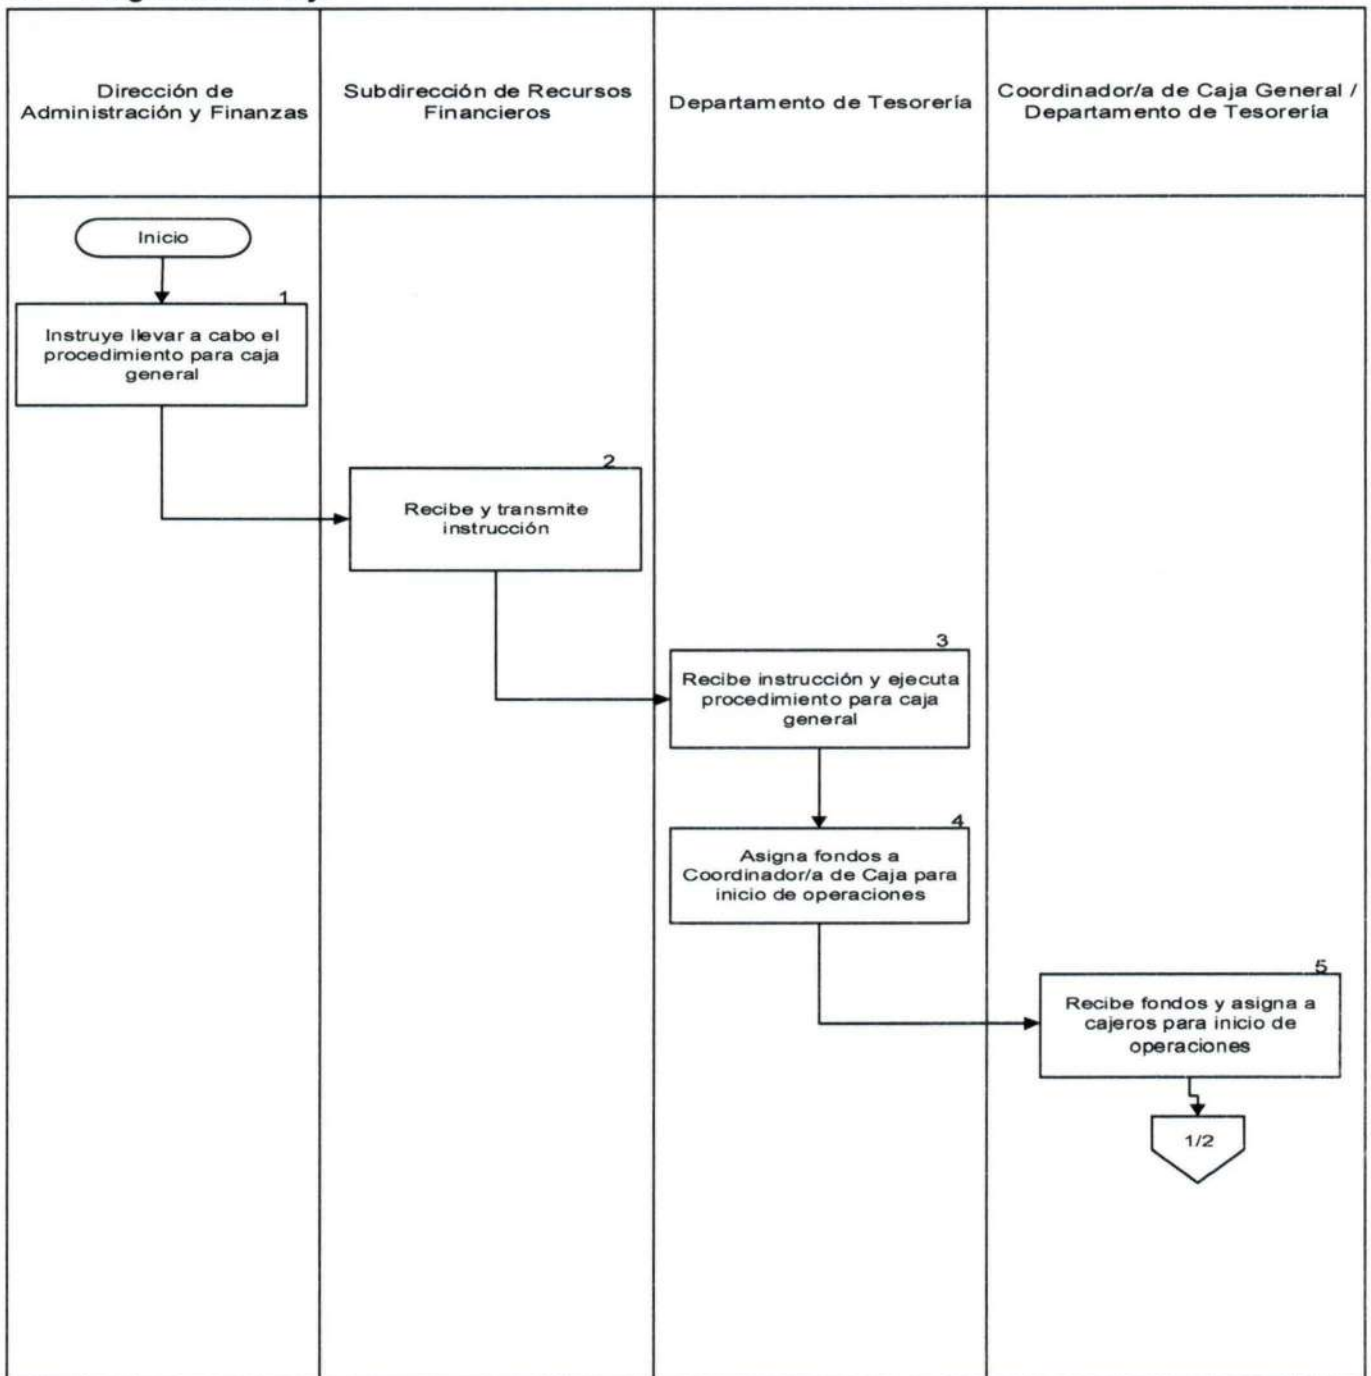 Dirección de
Administración y Finanzas
Subdirección de Recursos
Financieros
Departamento de Tesorería
Coordinador/a de Caja General /
Departamento de Tesorería
Inicio
1
Instruye llevar a cabo el
procedimiento para caja
general
2
Recibe y transmite
instrucción
3
Recibe instrucción y ejecuta
procedimiento para caja
general
4
Asigna fondos a
Coordinador/a de Caja para
inicio de operaciones
5
Recibe fondos y asigna a
cajeros para inicio de
operaciones
1/2